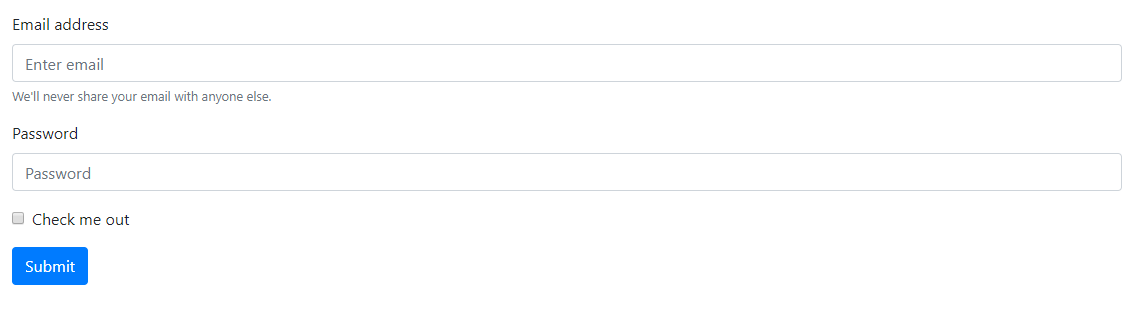 Email address
Enter email
We'll never share your email with anyone else.
Password
Password
Check me out
Submit